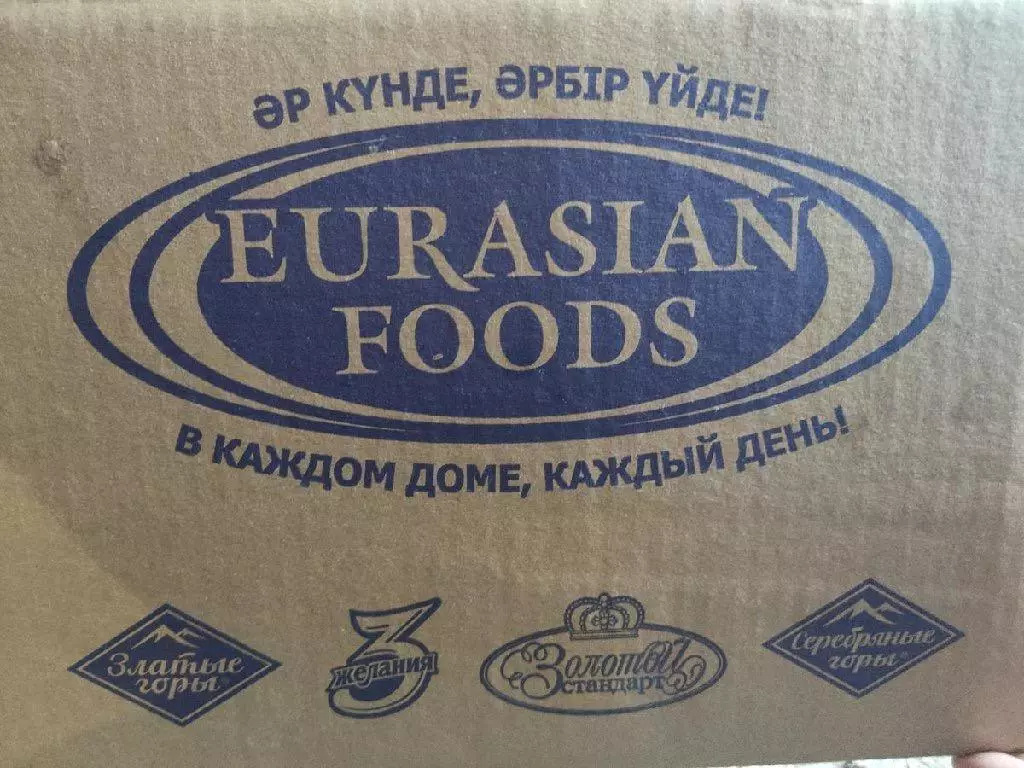 ӘР КҮНДЕ, ӘРБІР ҮЙДЕ!
EURASIAN
FOODS
В КАЖДОМ ДОМЕ, КАЖДЫЙ ДЕНЬ!
Златые
горы®
3
желания
Золотой
стандарт
Серебряные
горы®